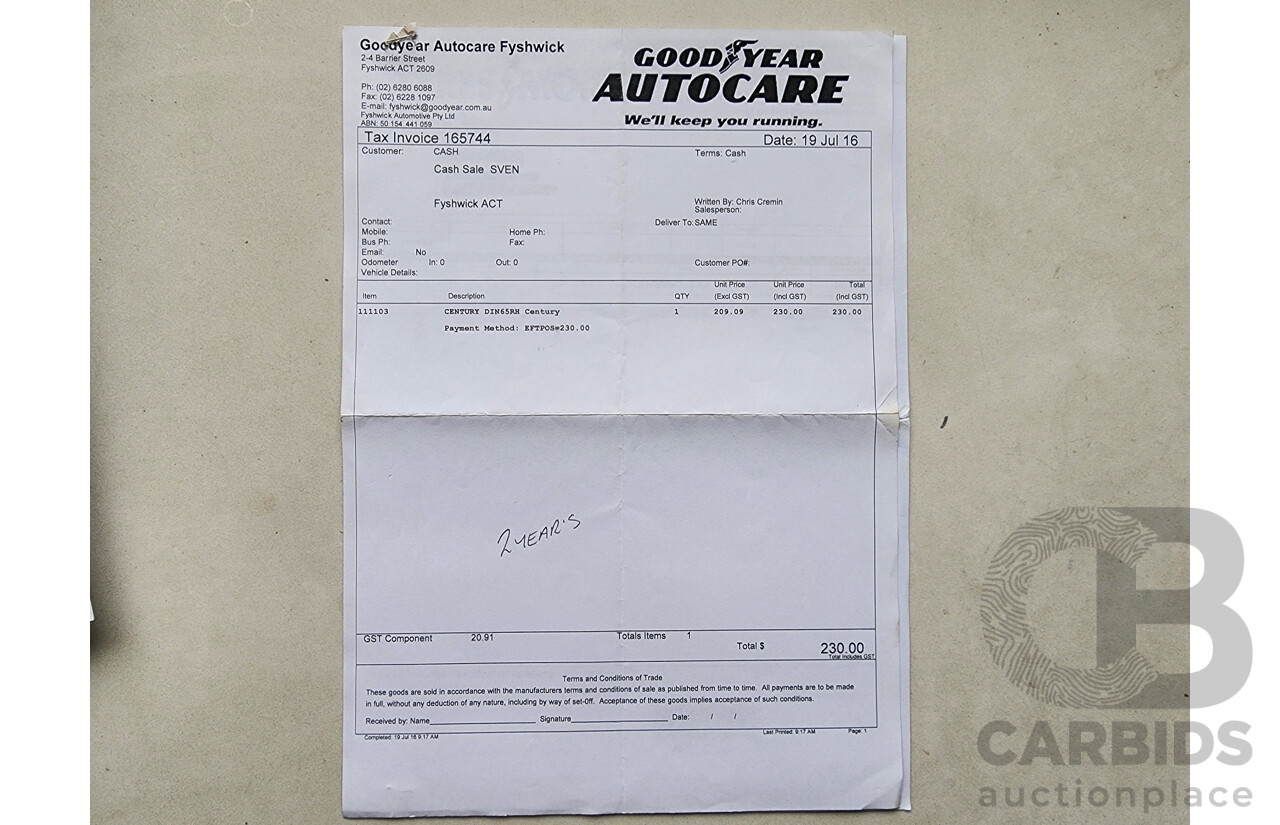 Goodyear Autocare Fyshwick
2-4 Barrier Street
Fyshwick ACT 2609
Ph: (02) 6280 6088
Fax: (02) 6228 1097
E-mail: fyshwick@goodyear.com.au
Fyshwick Automotive Pty Ltd
ABN: 50 154 441 059
GOODYEAR
AUTOCARE
We'll keep you running.
Tax Invoice 165744 Date: 19 Jul 16
Customer: CASH Terms: Cash
Cash Sale SVEN
Fyshwick ACT Written By: Chris Cremin
Salesperson:
Contact: Deliver To: SAME
Mobile: Home Ph:
Bus Ph: Fax:
Email: No
Odometer In: 0 Out: 0 Customer PO#:
Vehicle Details:
Unit Price Unit Price Total
Item Description QTY (Excl GST) (Incl GST) (Incl GST)
111103 CENTURY DIN65RH Century 1 209.09 230.00 230.00
Payment Method: EFTPOS=230.00
2 YEAR'S
GST Component 20.91 Totals Items 1
Total $ 230.00
Total Includes GST
Terms and Conditions of Trade
These goods are sold in accordance with the manufacturers terms and conditions of sale as published from time to time. All payments are to be made
in full, without any deduction of any nature, including by way of set-off. Acceptance of these goods implies acceptance of such conditions.
Received by: Name Signature Date: / /
Completed: 19 Jul 16 9:17 AM Last Printed: 9:17 AM Page: 1
CB
CARBIDS
auctionplace